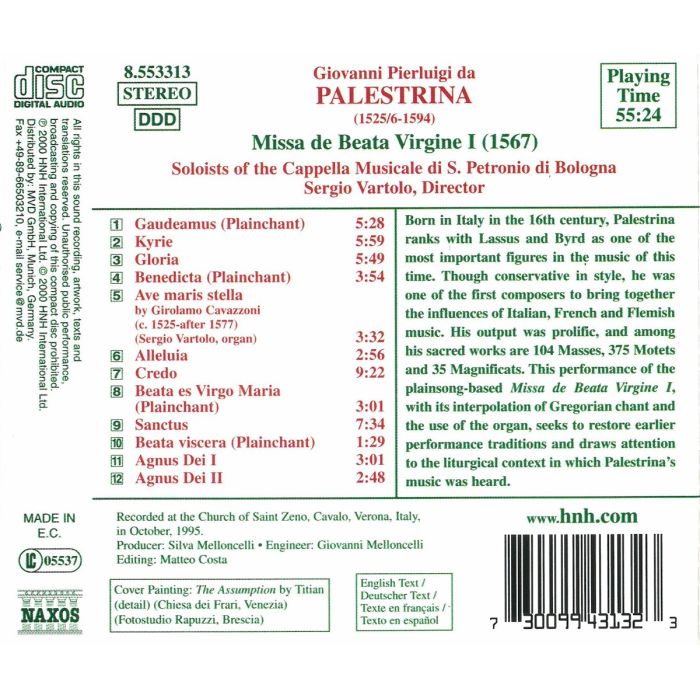 COMPACT
disc
DIGITAL AUDIO
8.553313
STEREO
DDD
Giovanni Pierluigi da
PALESTRINA
(1525/6-1594)
Missa de Beata Virgine I (1567)
Soloists of the Cappella Musicale di S. Petronio di Bologna
Sergio Vartolo, Director
Playing
Time
55:24
All rights in this sound recording, artwork, texts and
translations reserved. Unauthorised public performance,
broadcasting and copying of this compact disc prohibited.
℗ 2000 HNH International Ltd. © 2000 HNH International Ltd.
Distributed by: MVD GmbH, Munich, Germany.
Fax +49-89-66503210, e-mail service@mvd.de
1 Gaudeamus (Plainchant) 5:28
2 Kyrie 5:59
3 Gloria 5:49
4 Benedicta (Plainchant) 3:54
5 Ave maris stella
by Girolamo Cavazzoni
(c. 1525-after 1577)
(Sergio Vartolo, organ) 3:32
6 Alleluia 2:56
7 Credo 9:22
8 Beata es Virgo Maria
(Plainchant) 3:01
9 Sanctus 7:34
10 Beata viscera (Plainchant) 1:29
11 Agnus Dei I 3:01
12 Agnus Dei II 2:48
Born in Italy in the 16th century, Palestrina
ranks with Lassus and Byrd as one of the
most important figures in the music of this
time. Though conservative in style, he was
one of the first composers to bring together
the influences of Italian, French and Flemish
music. His output was prolific, and among
his sacred works are 104 Masses, 375 Motets
and 35 Magnificats. This performance of the
plainsong-based Missa de Beata Virgine I,
with its interpolation of Gregorian chant and
the use of the organ, seeks to restore earlier
performance traditions and draws attention
to the liturgical context in which Palestrina's
music was heard.
MADE IN
E.C.
LC 05537
NAXOS
Recorded at the Church of Saint Zeno, Cavalo, Verona, Italy,
in October, 1995.
Producer: Silva Melloncelli • Engineer: Giovanni Melloncelli
Editing: Matteo Costa
Cover Painting: The Assumption by Titian
(detail) (Chiesa dei Frari, Venezia)
(Fotostudio Rapuzzi, Brescia)
English Text /
Deutscher Text /
Texte en français /
Texto en español
www.hnh.com
7 30099 43132 3